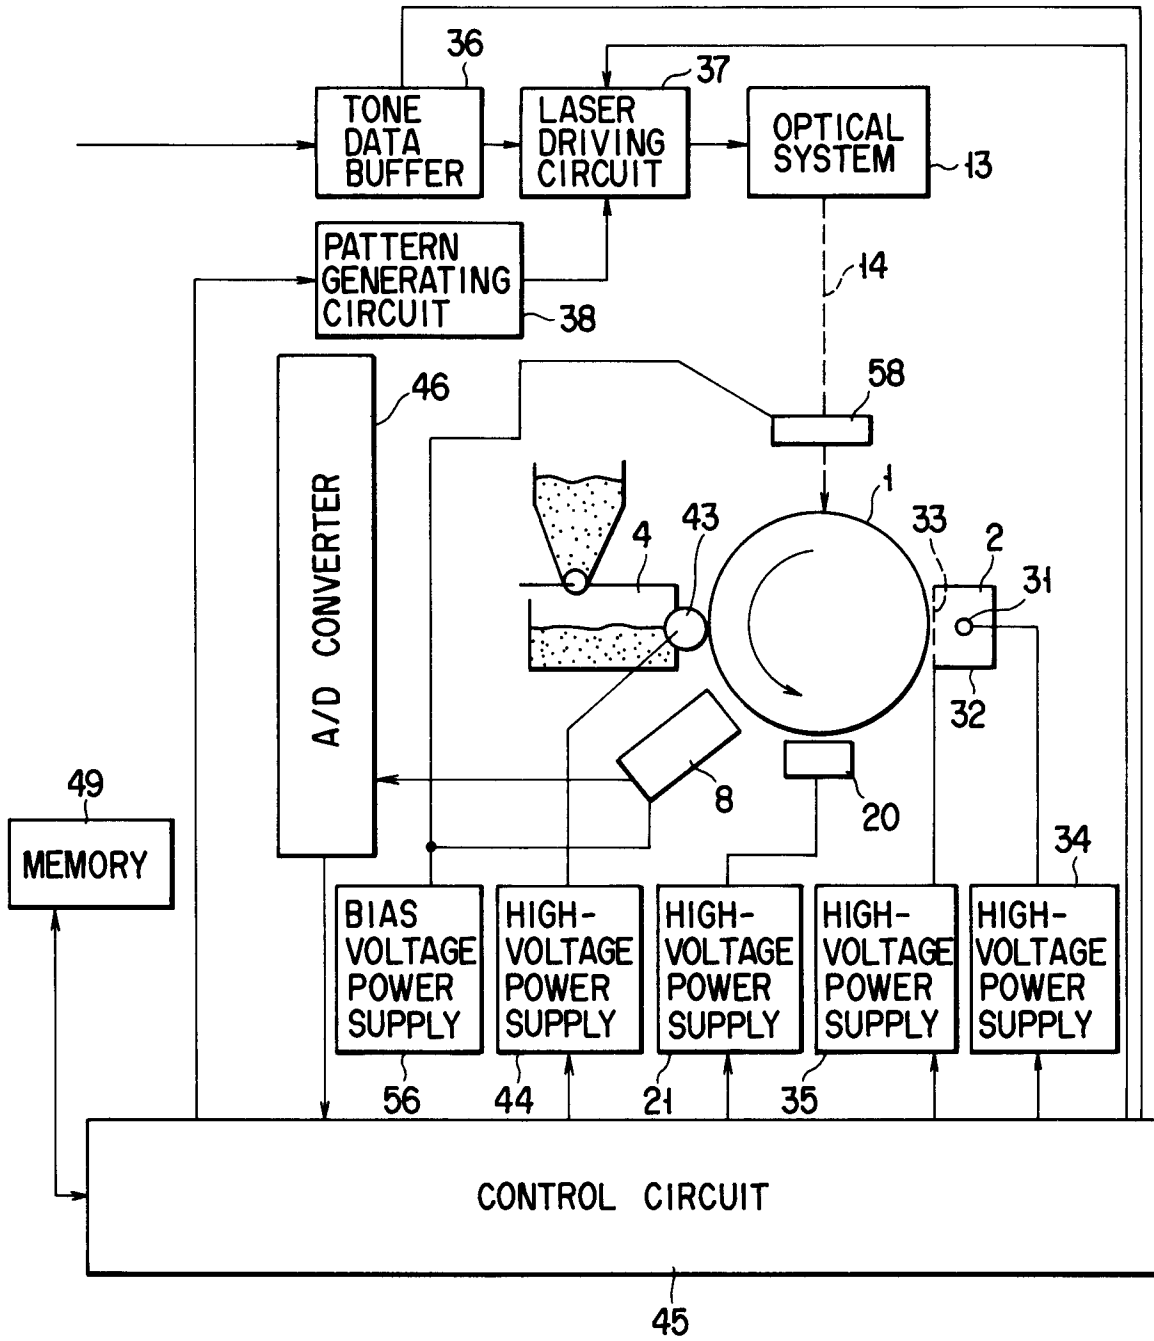 36
37
TONE
DATA
BUFFER
LASER
DRIVING
CIRCUIT
OPTICAL
SYSTEM
13
PATTERN
GENERATING
CIRCUIT
38
14
46
58
A/D CONVERTER
1
43
4
33
2
31
32
8
20
49
MEMORY
34
BIAS
VOLTAGE
POWER
SUPPLY
HIGH-
VOLTAGE
POWER
SUPPLY
HIGH-
VOLTAGE
POWER
SUPPLY
HIGH-
VOLTAGE
POWER
SUPPLY
HIGH-
VOLTAGE
POWER
SUPPLY
56
44
21
35
CONTROL CIRCUIT
45